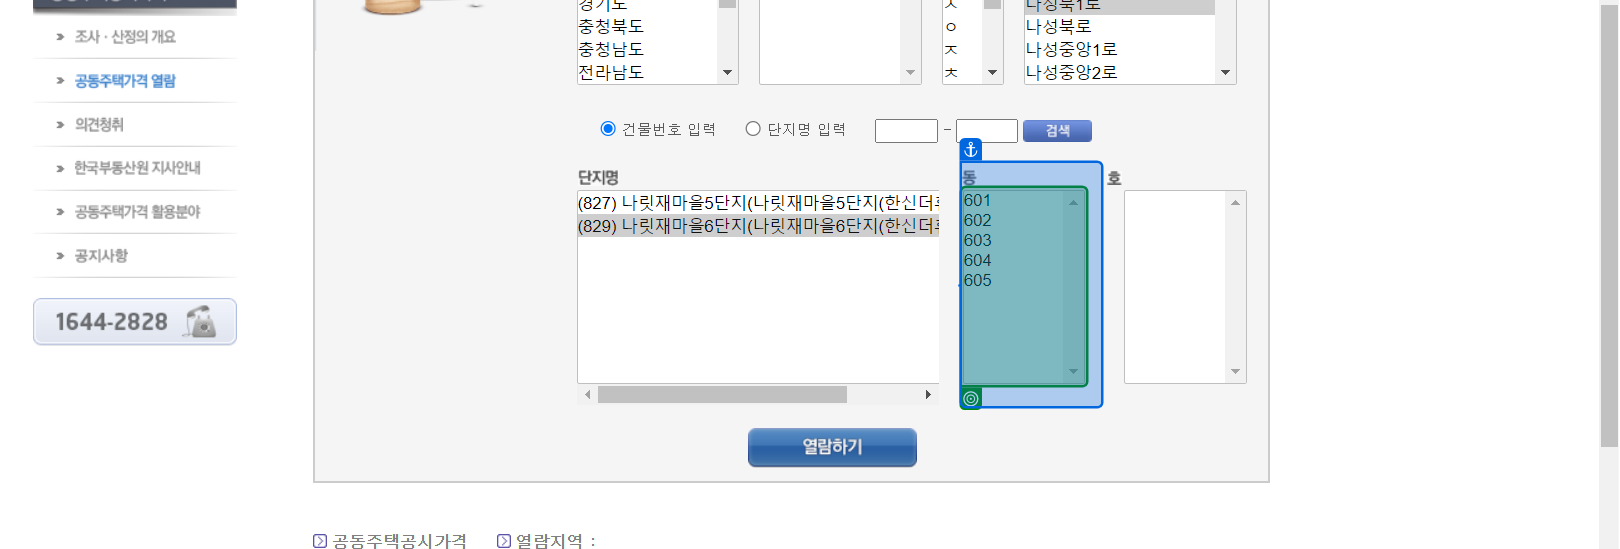 조사 · 산정의 개요
공동주택가격 열람
의견청취
한국부동산원 지사안내
공동주택가격 활용분야
공지사항
1644-2828
경기도
충청북도
충청남도
전라남도
ㅅ
ㅇ
ㅈ
ㅊ
나성북1로
나성북로
나성중앙1로
나성중앙2로
건물번호 입력 단지명 입력 - 검색
단지명 동 호
(827) 나릿재마을5단지(나릿재마을5단지(한신더
(829) 나릿재마을6단지(나릿재마을6단지(한신더
601
602
603
604
605
열람하기
공동주택공시가격 열람지역 :